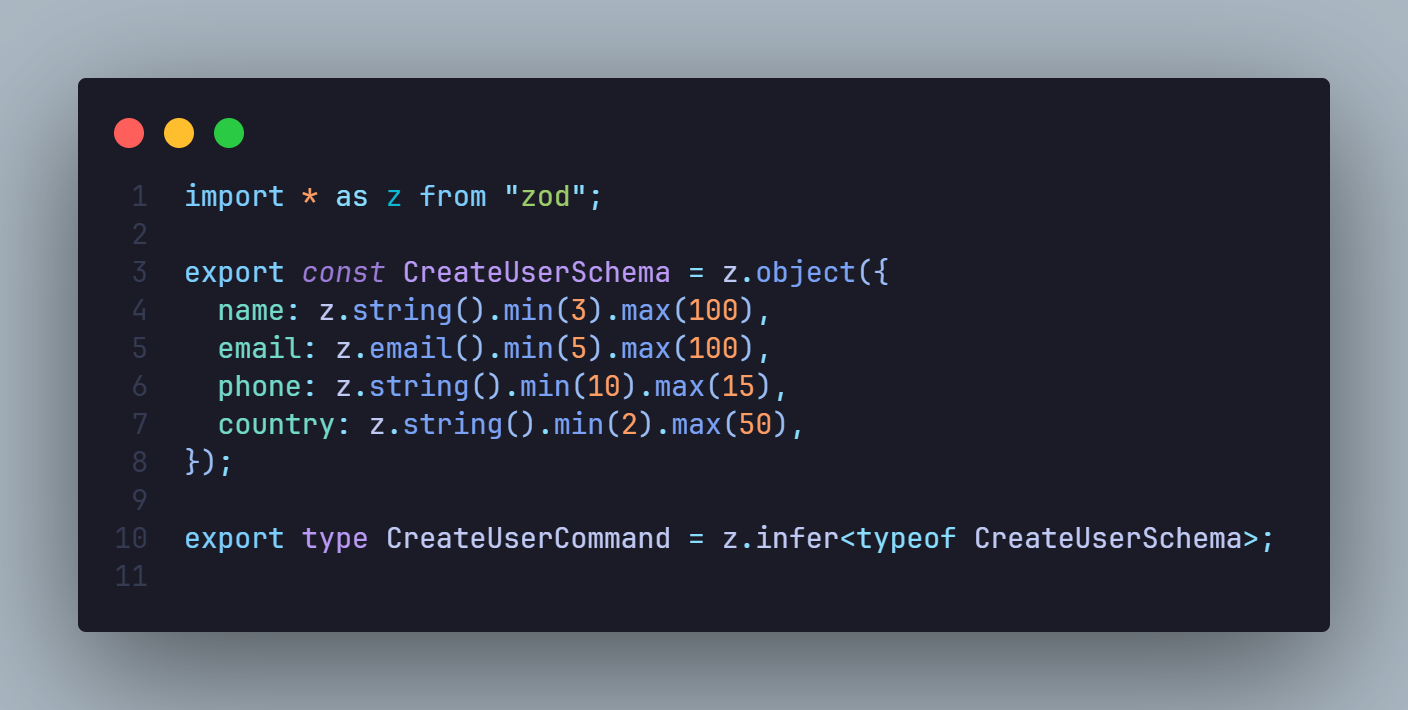 1 import * as z from "zod";
2
3 export const CreateUserSchema = z.object({
4   name: z.string().min(3).max(100),
5   email: z.email().min(5).max(100),
6   phone: z.string().min(10).max(15),
7   country: z.string().min(2).max(50),
8 });
9
10 export type CreateUserCommand = z.infer<typeof CreateUserSchema>;
11